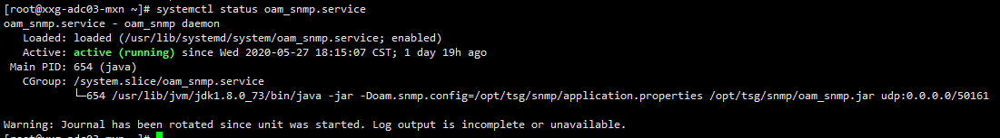 [root@xxg-adc03-mxn ~]# systemctl status oam_snmp.service
oam_snmp.service - oam_snmp daemon
   Loaded: loaded (/usr/lib/systemd/system/oam_snmp.service; enabled)
   Active: active (running) since Wed 2020-05-27 18:15:07 CST; 1 day 19h ago
 Main PID: 654 (java)
   CGroup: /system.slice/oam_snmp.service
           └─654 /usr/lib/jvm/jdk1.8.0_73/bin/java -jar -Doam.snmp.config=/opt/tsg/snmp/application.properties /opt/tsg/snmp/oam_snmp.jar udp:0.0.0.0/50161
Warning: Journal has been rotated since unit was started. Log output is incomplete or unavailable.
[root@xxg-adc03-mxn ~]#